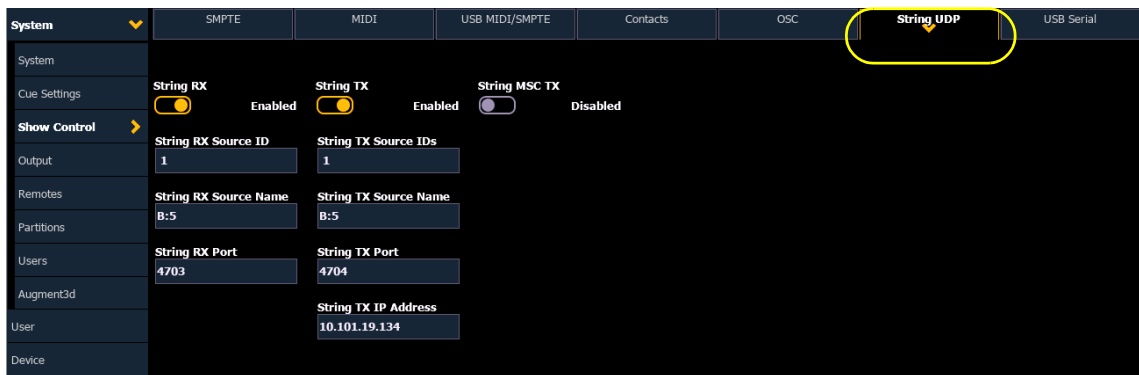 System
SMPTE
MIDI
USB MIDI/SMPTE
Contacts
OSC
String UDP
USB Serial
System
Cue Settings
Show Control
Output
Remotes
Partitions
Users
Augment3d
User
Device
String RX
Enabled
String TX
Enabled
String MSC TX
Disabled
String RX Source ID
1
String TX Source IDs
1
String RX Source Name
B:5
String TX Source Name
B:5
String RX Port
4703
String TX Port
4704
String TX IP Address
10.101.19.134